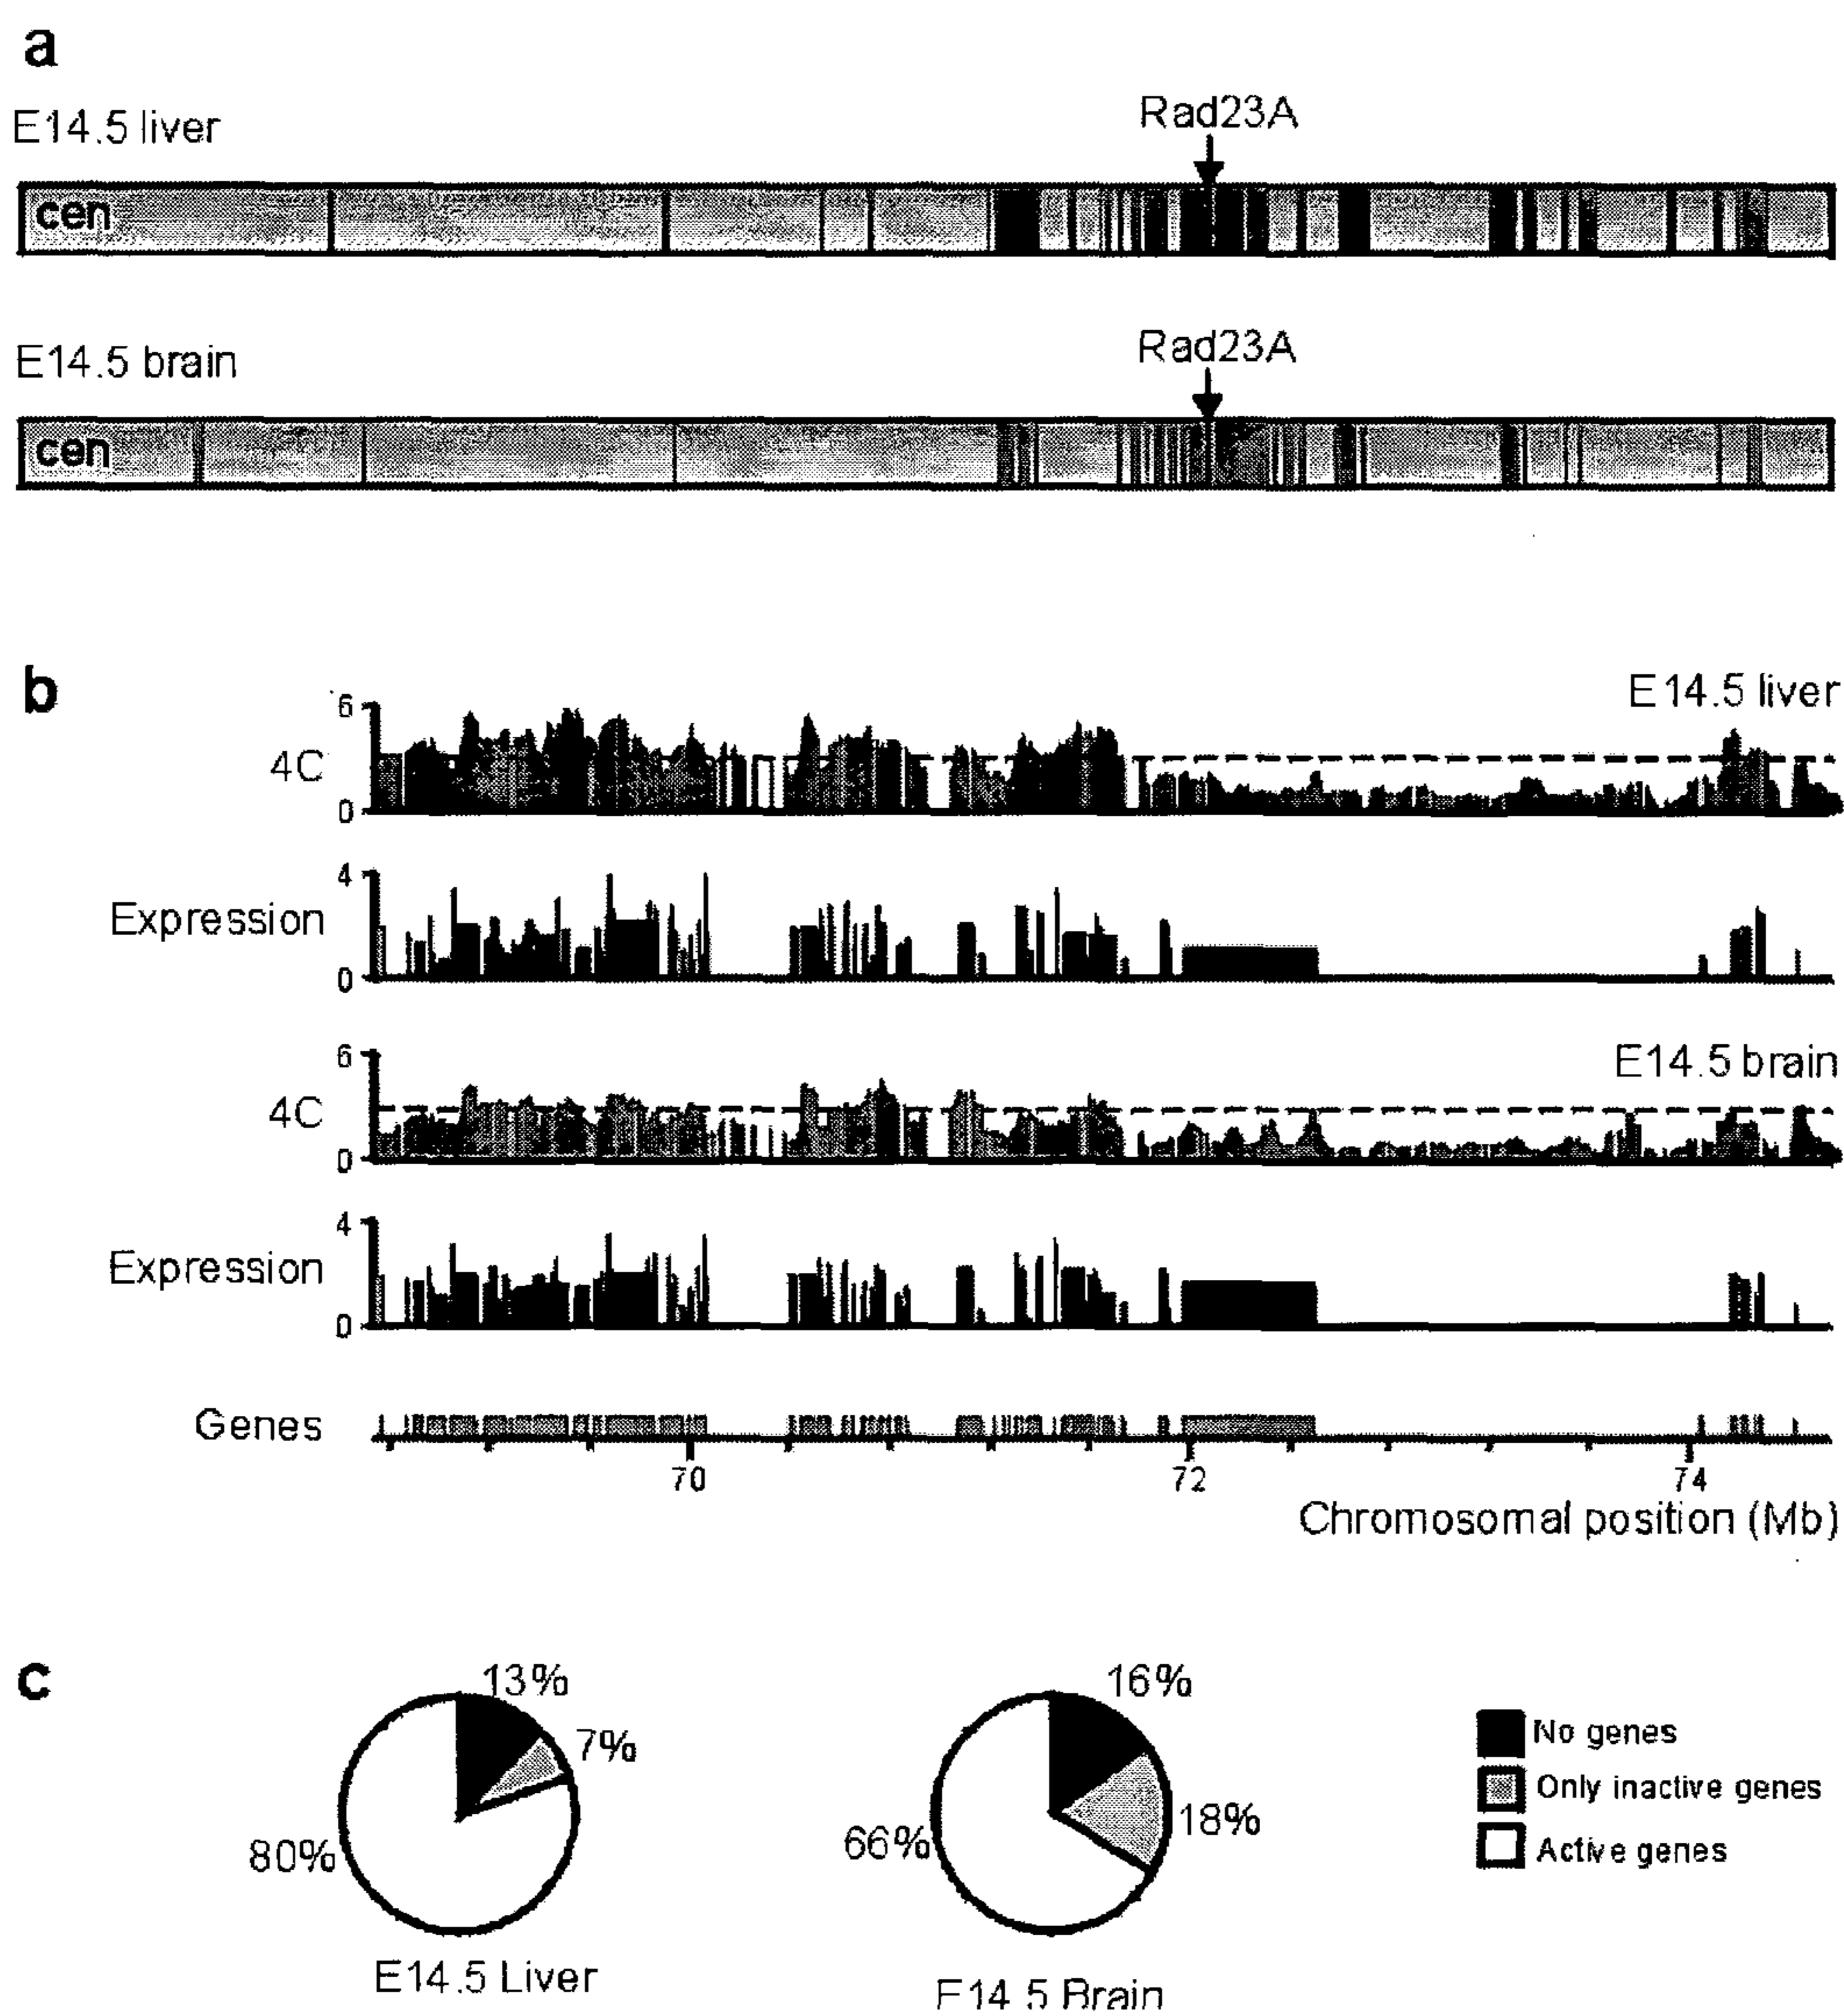 a
E14.5 liver
Rad23A
cen
E14.5 brain
Rad23A
cen
b
E14.5 liver
6
4C
0
4
Expression
0
E14.5 brain
6
4C
0
4
Expression
0
Genes
70 72 74
Chromosomal position (Mb)
c
13%
7%
80%
E14.5 Liver
16%
18%
66%
E14.5 Brain
No genes
Only inactive genes
Active genes